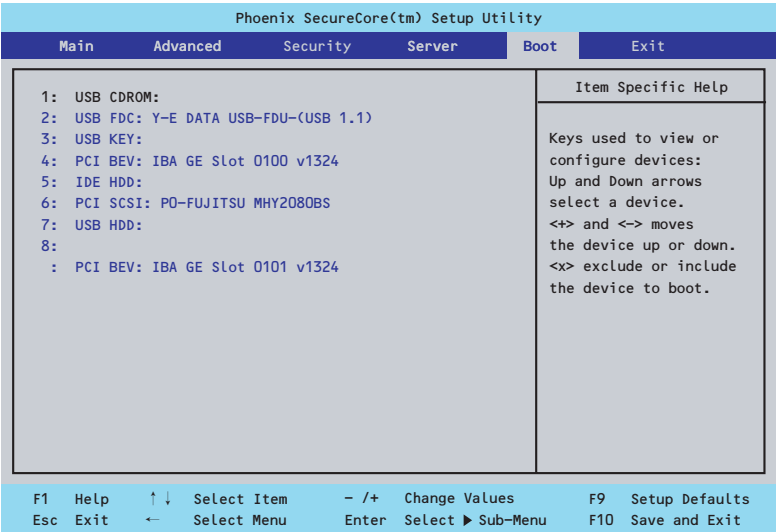 Phoenix SecureCore(tm) Setup Utility
Main Advanced Security Server Boot Exit
1: USB CDROM:
2: USB FDC: Y-E DATA USB-FDU-(USB 1.1)
3: USB KEY:
4: PCI BEV: IBA GE Slot 0100 v1324
5: IDE HDD:
6: PCI SCSI: P0-FUJITSU MHY2080BS
7: USB HDD:
8:
: PCI BEV: IBA GE Slot 0101 v1324
Item Specific Help
Keys used to view or
configure devices:
Up and Down arrows
select a device.
<+> and <-> moves
the device up or down.
<x> exclude or include
the device to boot.
F1 Help ↑↓ Select Item - /+ Change Values F9 Setup Defaults
Esc Exit ← Select Menu Enter Select ▶ Sub-Menu F10 Save and Exit